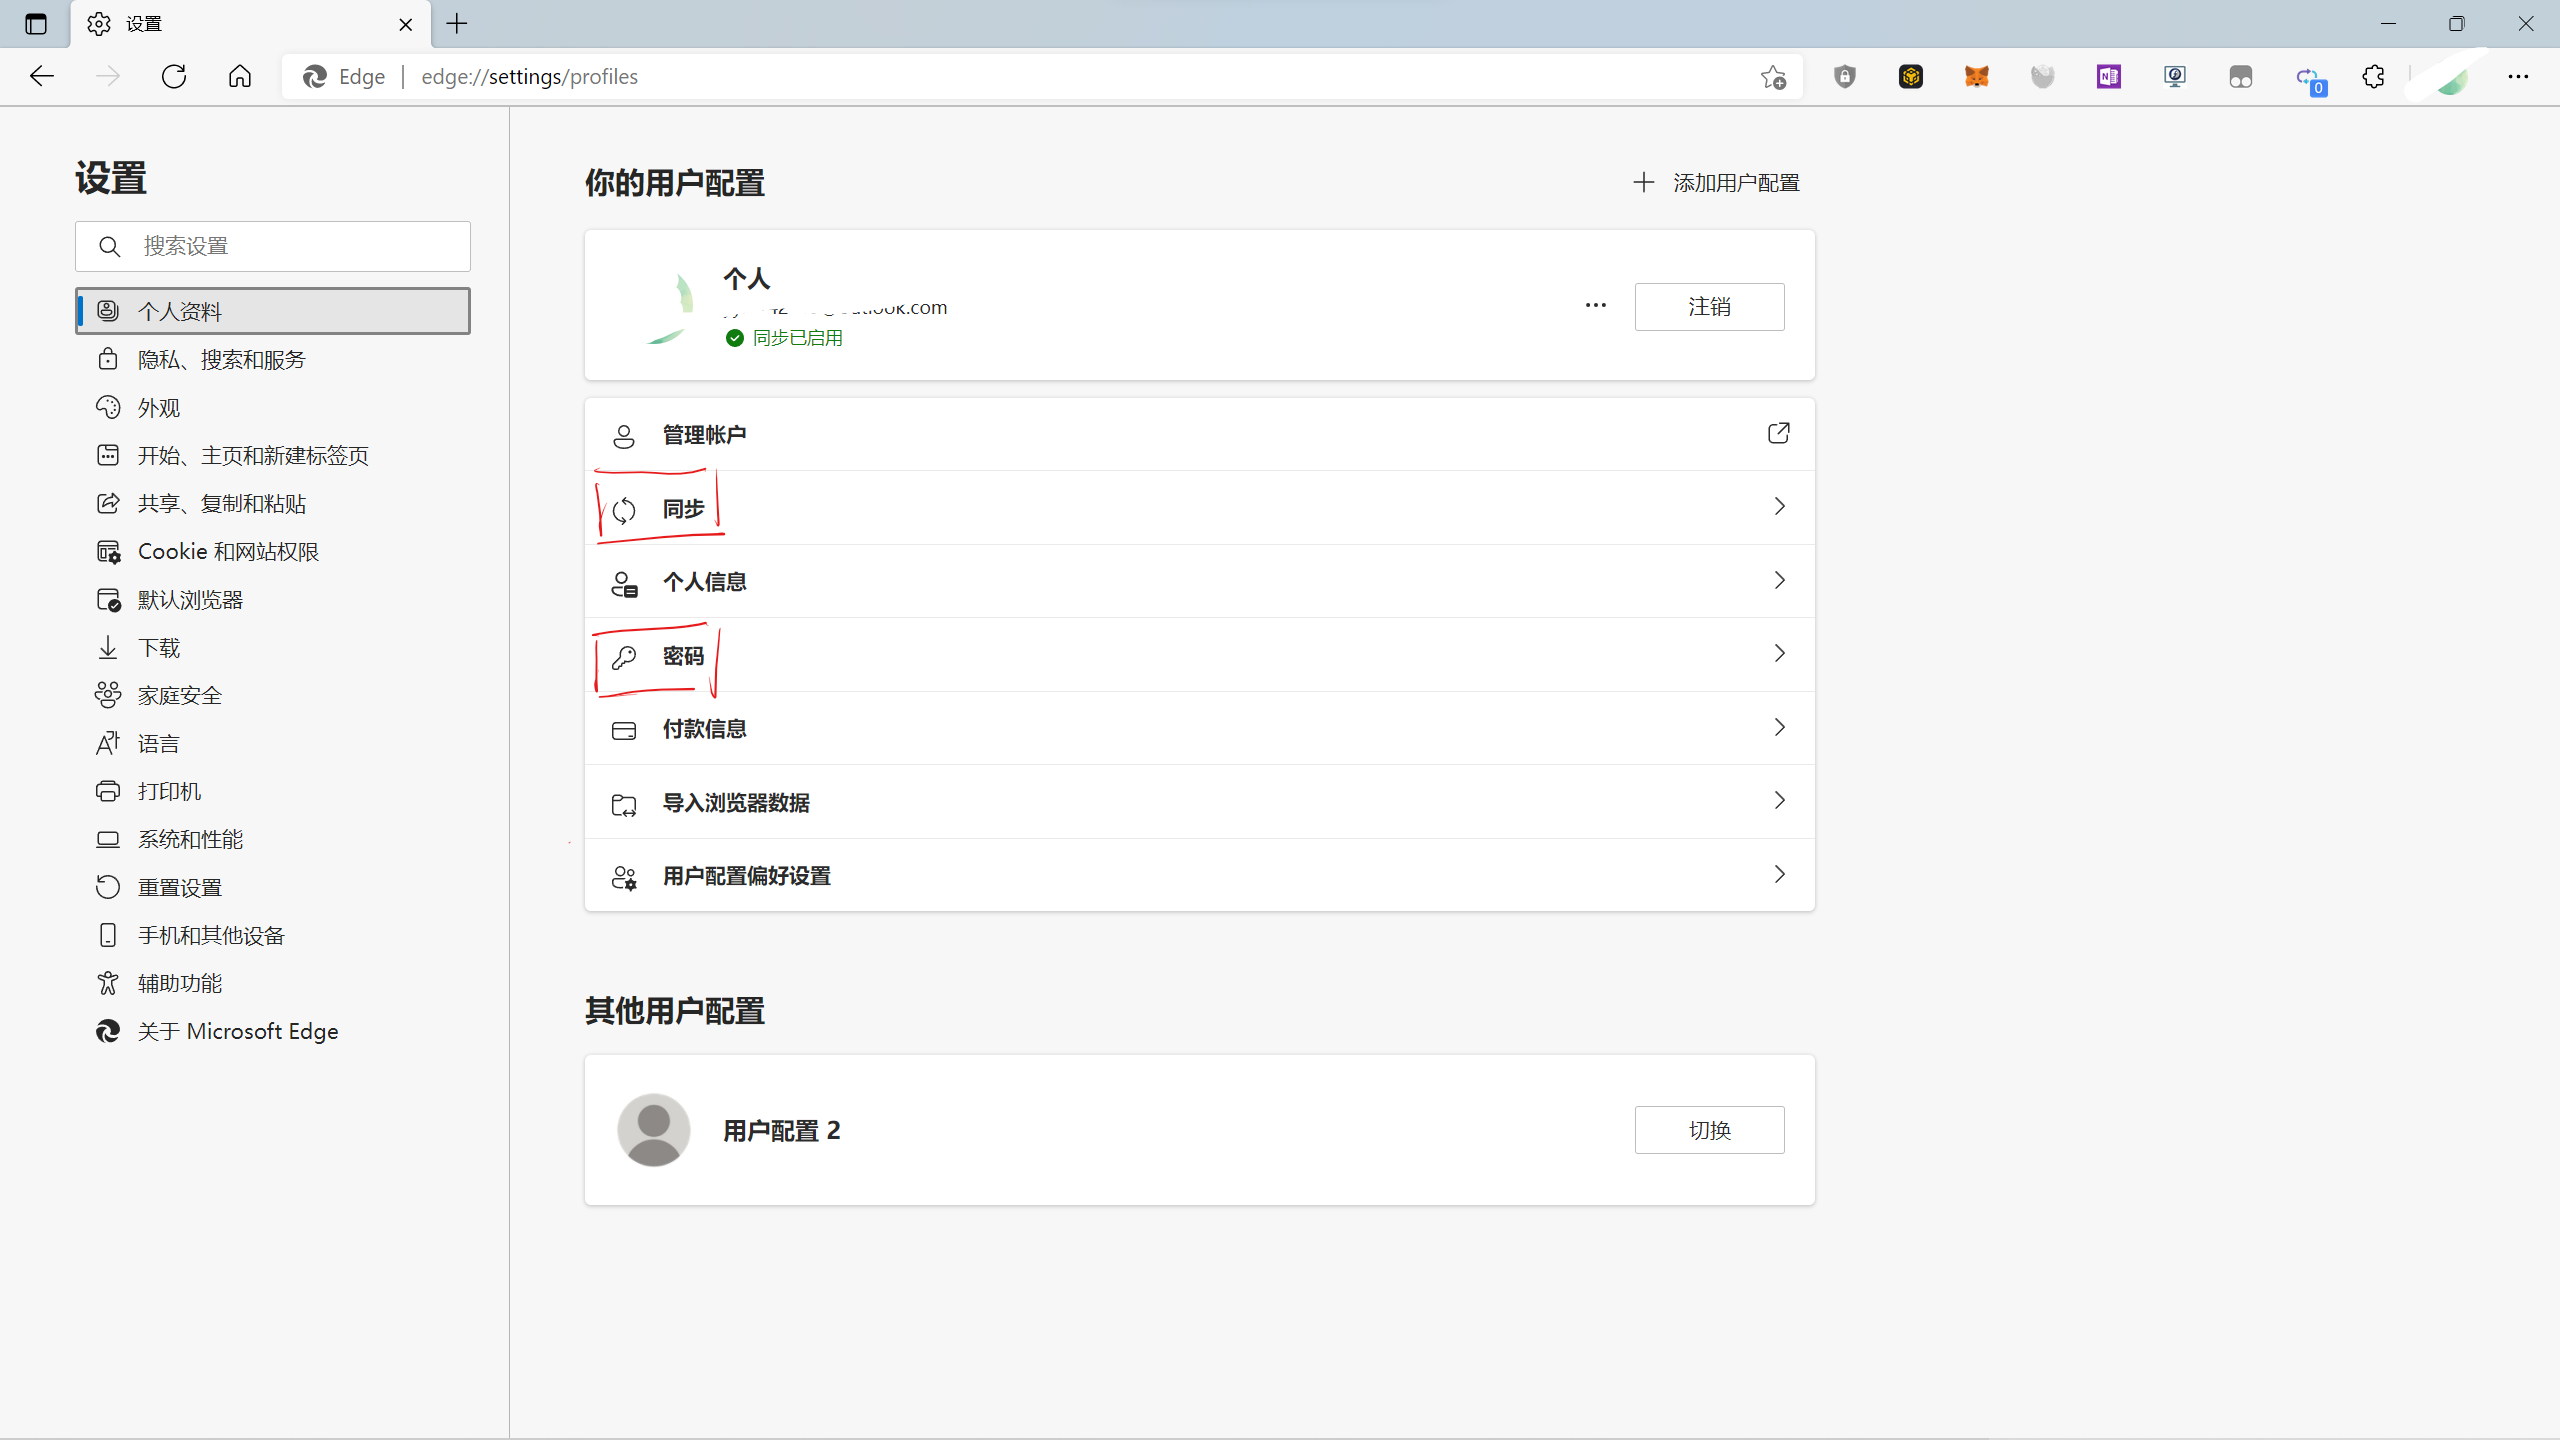 设置
Edge
edge://settings/profiles
0
设置
搜索设置
个人资料
隐私、搜索和服务
外观
开始、主页和新建标签页
共享、复制和粘贴
Cookie 和网站权限
默认浏览器
下载
家庭安全
语言
打印机
系统和性能
重置设置
手机和其他设备
辅助功能
关于 Microsoft Edge
你的用户配置
添加用户配置
个人
注销
同步已启用
管理帐户
同步
个人信息
密码
付款信息
导入浏览器数据
用户配置偏好设置
其他用户配置
用户配置 2
切换